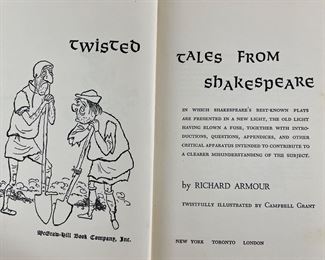 twisted
McGraw-Hill Book Company, Inc.
tales from
shakespeare
IN WHICH SHAKESPEARE'S BEST-KNOWN PLAYS
ARE PRESENTED IN A NEW LIGHT, THE OLD LIGHT
HAVING BLOWN A FUSE, TOGETHER WITH INTRO-
DUCTIONS, QUESTIONS, APPENDICES, AND OTHER
CRITICAL APPARATUS INTENDED TO CONTRIBUTE TO
A CLEARER MISUNDERSTANDING OF THE SUBJECT.
by RICHARD ARMOUR
TWISTFULLY ILLUSTRATED BY CAMPBELL GRANT
NEW YORK TORONTO LONDON